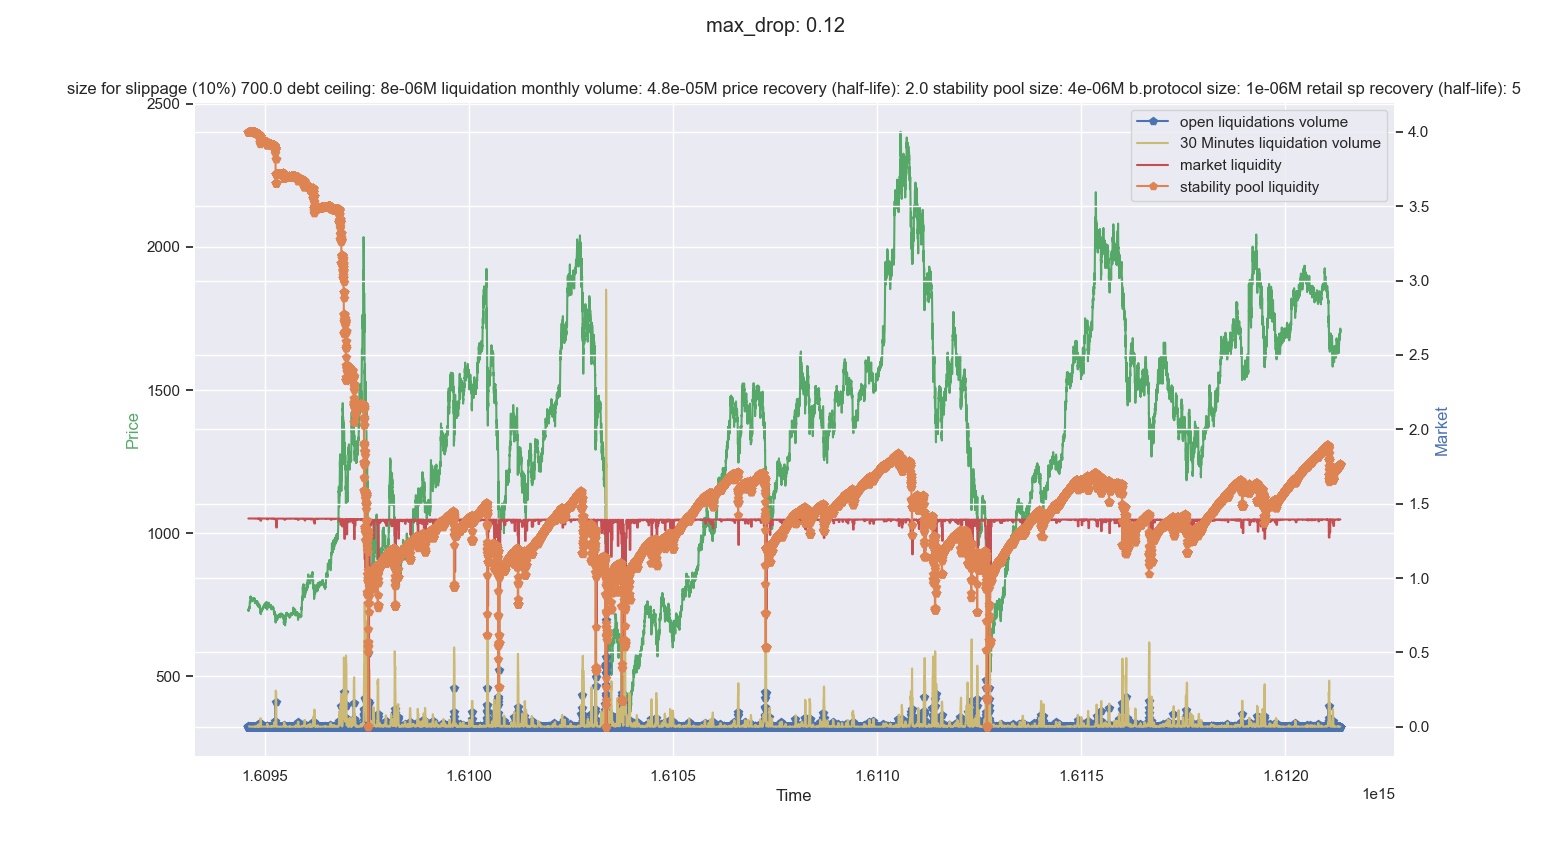 max_drop: 0.12
size for slippage (10%) 700.0 debt ceiling: 8e-06M liquidation monthly volume: 4.8e-05M price recovery (half-life): 2.0 stability pool size: 4e-06M b.protocol size: 1e-06M retail sp recovery (half-life): 5
2500
2000
1500
1000
500
Price
open liquidations volume
30 Minutes liquidation volume
market liquidity
stability pool liquidity
4.0
3.5
3.0
2.5
2.0
1.5
1.0
0.5
0.0
Market
1.6095
1.6100
1.6105
1.6110
1.6115
1.6120
1e15
Time